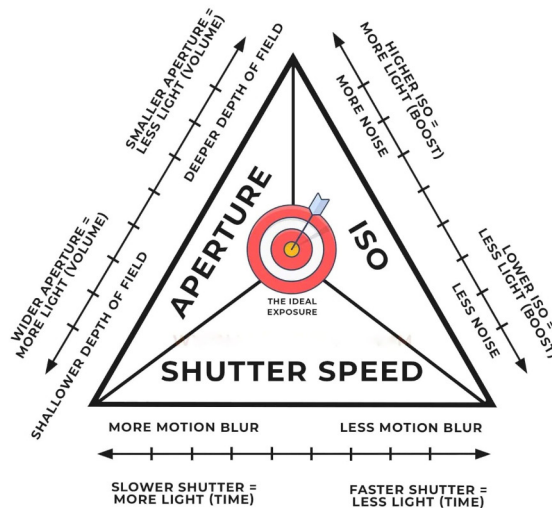 SMALLER APERTURE =
LESS LIGHT (VOLUME)
DEEPER DEPTH OF FIELD
HIGHER ISO =
MORE LIGHT (BOOST)
MORE NOISE
WIDER APERTURE =
MORE LIGHT (VOLUME)
SHALLOWER DEPTH OF FIELD
APERTURE
ISO
THE IDEAL
EXPOSURE
LOWER ISO =
LESS LIGHT (BOOST)
LESS NOISE
SHUTTER SPEED
MORE MOTION BLUR
LESS MOTION BLUR
SLOWER SHUTTER =
MORE LIGHT (TIME)
FASTER SHUTTER =
LESS LIGHT (TIME)